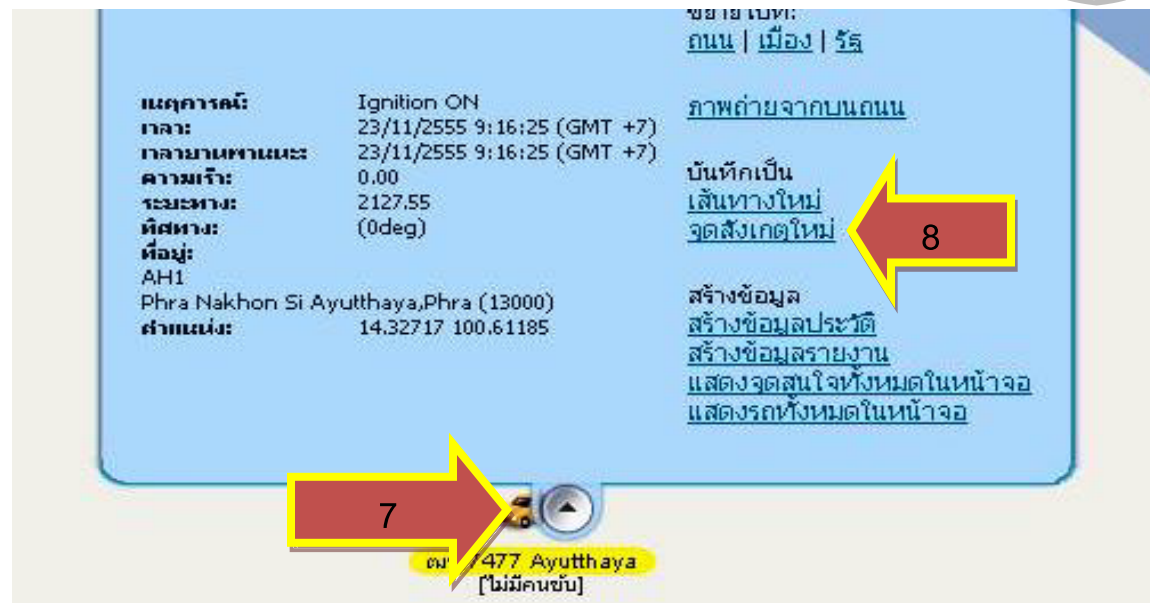 ขยายไปที่:
ถนน | เมือง | รัฐ
ภาพถ่ายจากบนถนน
บันทึกเป็น
เส้นทางใหม่
จุดสังเกตุใหม่
8
สร้างข้อมูล
สร้างข้อมูลประวัติ
สร้างข้อมูลรายงาน
แสดงจุดสนใจทั้งหมดในหน้าจอ
แสดงรถทั้งหมดในหน้าจอ
เหตุการณ์: Ignition ON
เวลา: 23/11/2555 9:16:25 (GMT +7)
เวลายานพาหนะ: 23/11/2555 9:16:25 (GMT +7)
ความเร็ว: 0.00
ระยะทาง: 2127.55
ทิศทาง: (0deg)
ที่อยู่:
AH1
Phra Nakhon Si Ayutthaya,Phra (13000)
ตำแหน่ง: 14.32717 100.61185
7
7477 Ayutthaya
[ไม่มีคนขับ]